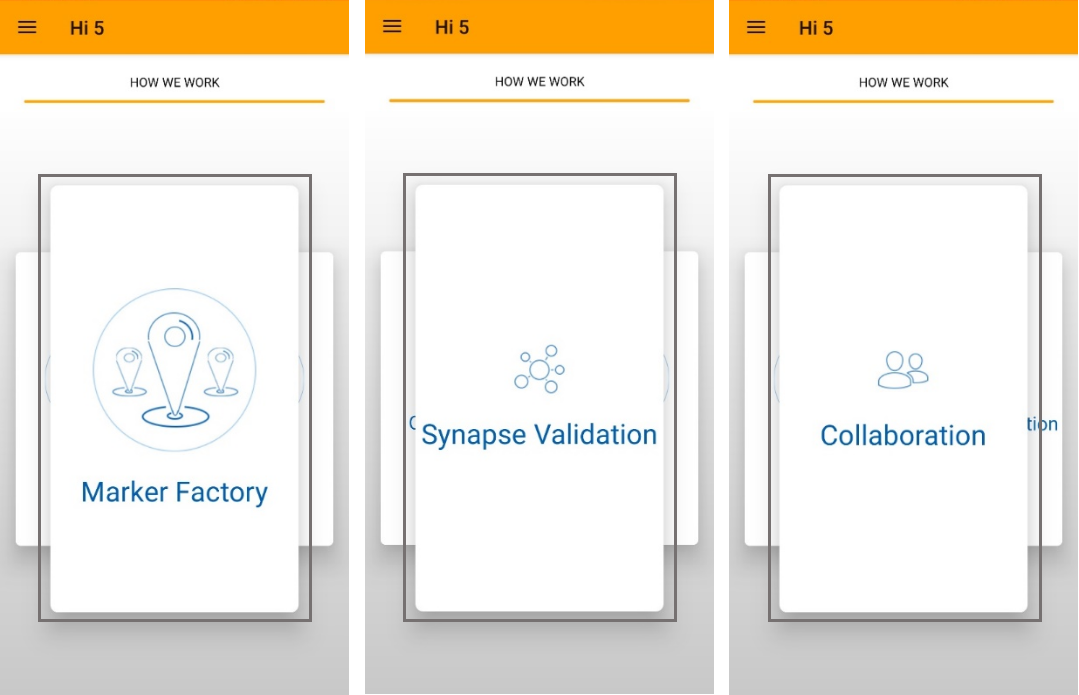 Hi 5
HOW WE WORK
Marker Factory
Hi 5
HOW WE WORK
Synapse Validation
Hi 5
HOW WE WORK
Collaboration
tion